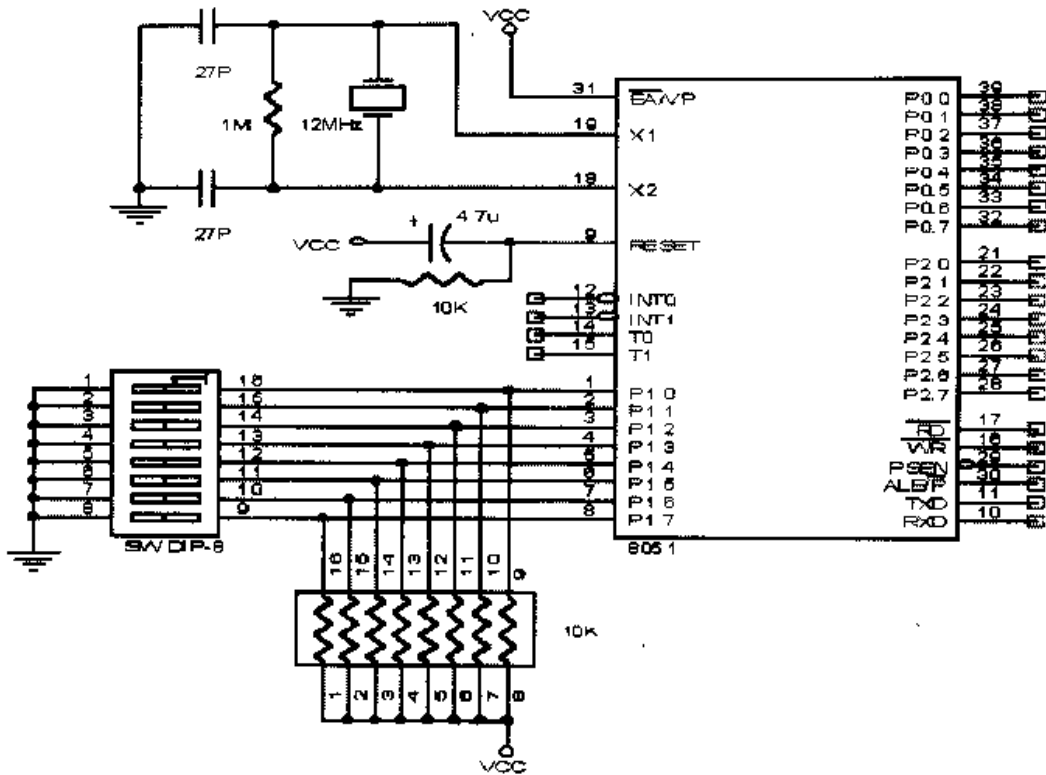 VCC
27P
1M
12MHz
27P
31
19
18
EA/VP
X1
X2
VCC
+
4.7u
10K
9
RESET
12
13
14
15
INT0
INT1
T0
T1
39
38
37
36
35
34
33
32
P0.0
P0.1
P0.2
P0.3
P0.4
P0.5
P0.6
P0.7
21
22
23
24
25
26
27
28
P2.0
P2.1
P2.2
P2.3
P2.4
P2.5
P2.6
P2.7
17
16
29
30
11
10
RD
WR
PSEN
ALE/P
TXD
RXD
1
2
3
4
5
6
7
8
16
15
14
13
12
11
10
9
SW DIP-8
1
2
3
4
5
6
7
8
P1.0
P1.1
P1.2
P1.3
P1.4
P1.5
P1.6
P1.7
8051
16
15
14
13
12
11
10
9
10K
1
2
3
4
5
6
7
8
VCC